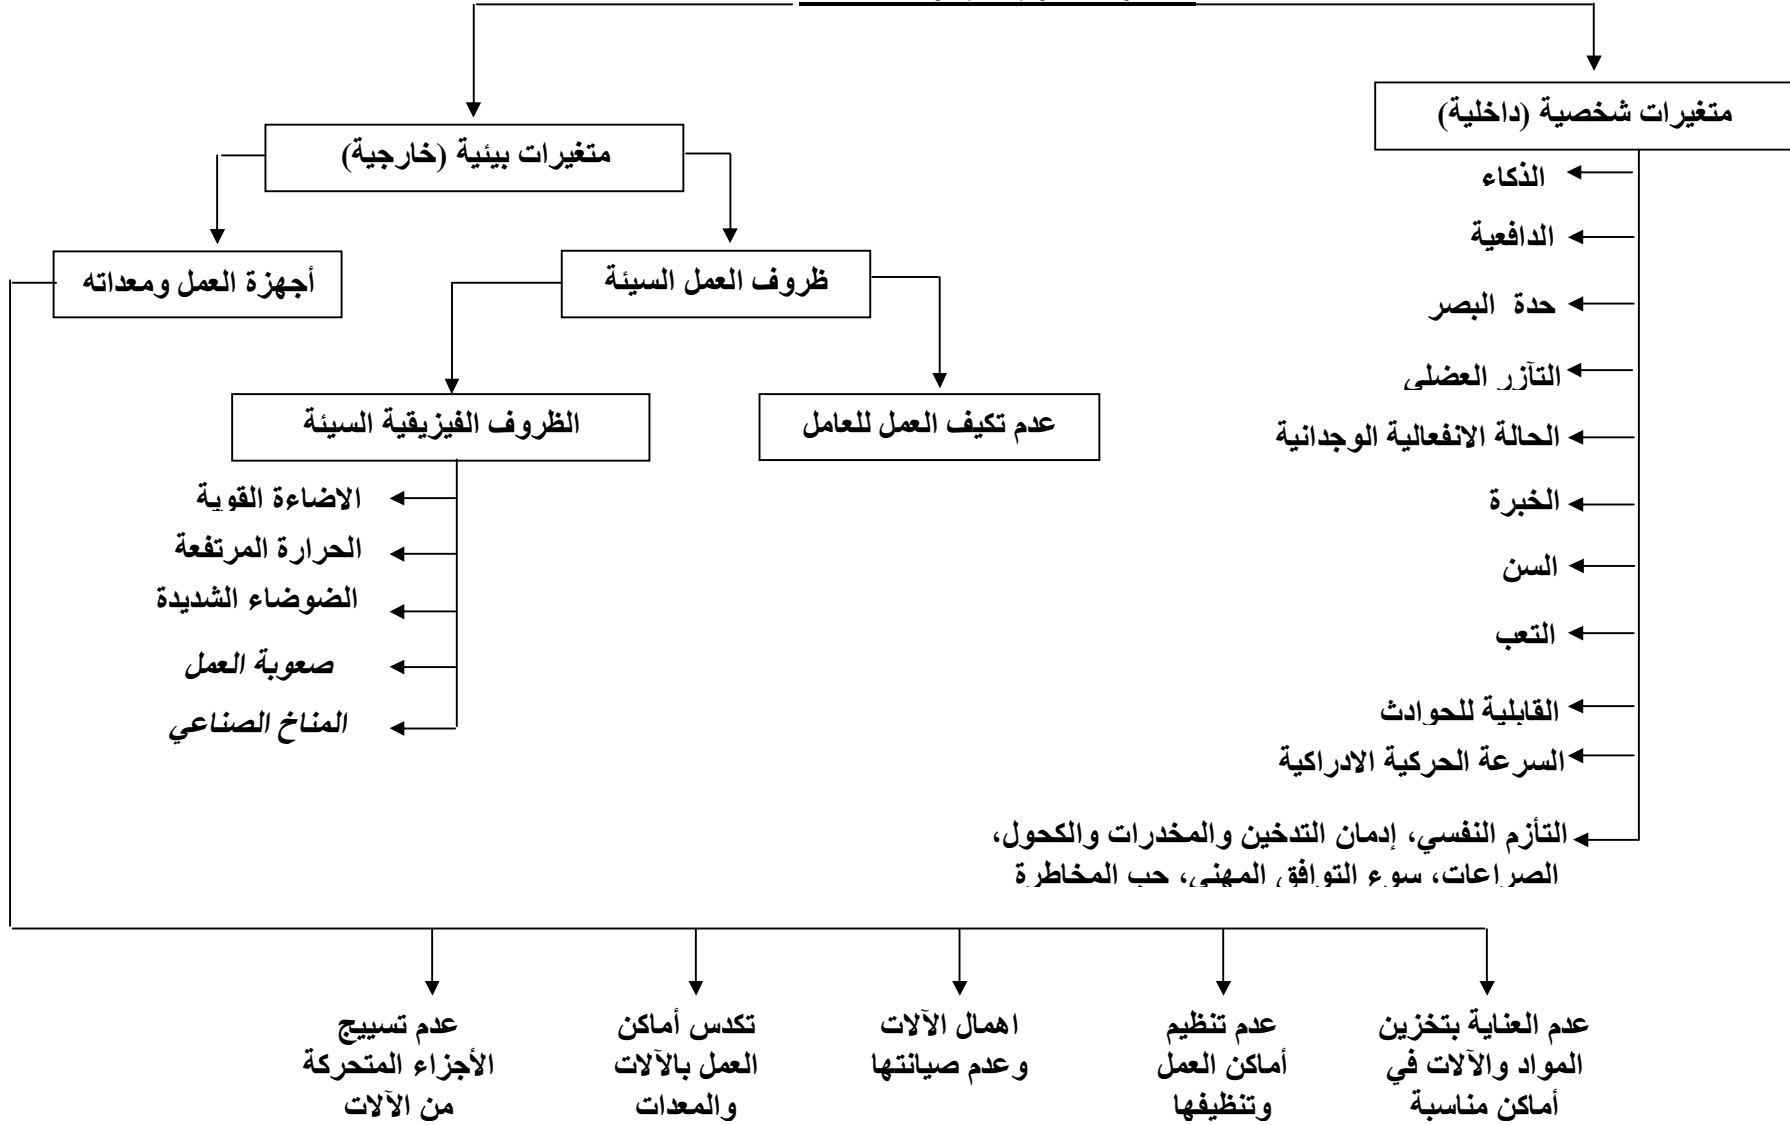 متغيرات شخصية (داخلية)
الذكاء
الدافعية
حدة البصر
التآزر العضلي
الحالة الانفعالية الوجدانية
الخبرة
السن
التعب
القابلية للحوادث
السرعة الحركية الادراكية
التأزم النفسي، إدمان التدخين والمخدرات والكحول،
الصراعات، سوء التوافق المهني، حب المخاطرة
متغيرات بيئية (خارجية)
ظروف العمل السيئة
أجهزة العمل ومعداته
عدم تكيف العمل للعامل
الظروف الفيزيقية السيئة
الاضاءة القوية
الحرارة المرتفعة
الضوضاء الشديدة
صعوبة العمل
المناخ الصناعي
عدم العناية بتخزين
المواد والآلات في
أماكن مناسبة
عدم تنظيم
أماكن العمل
وتنظيفها
اهمال الآلات
وعدم صيانتها
تكدس أماكن
العمل بالآلات
والمعدات
عدم تسييج
الأجزاء المتحركة
من الآلات